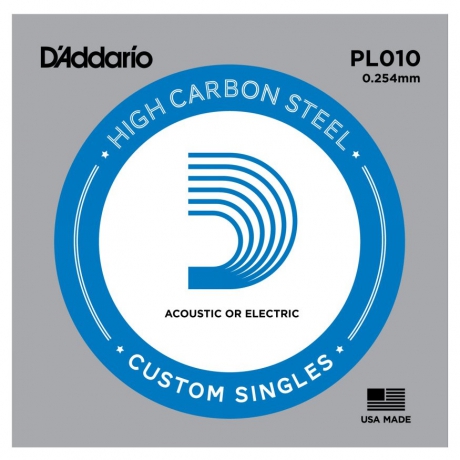 D'Addario
PL010
0.254mm
HIGH CARBON STEEL
ACOUSTIC OR ELECTRIC
CUSTOM SINGLES
USA MADE